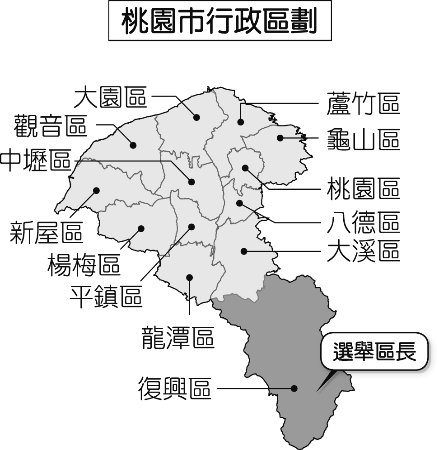 桃園市行政區劃
大園區
蘆竹區
觀音區
龜山區
中壢區
桃園區
新屋區
八德區
大溪區
楊梅區
平鎮區
龍潭區
選舉區長
復興區